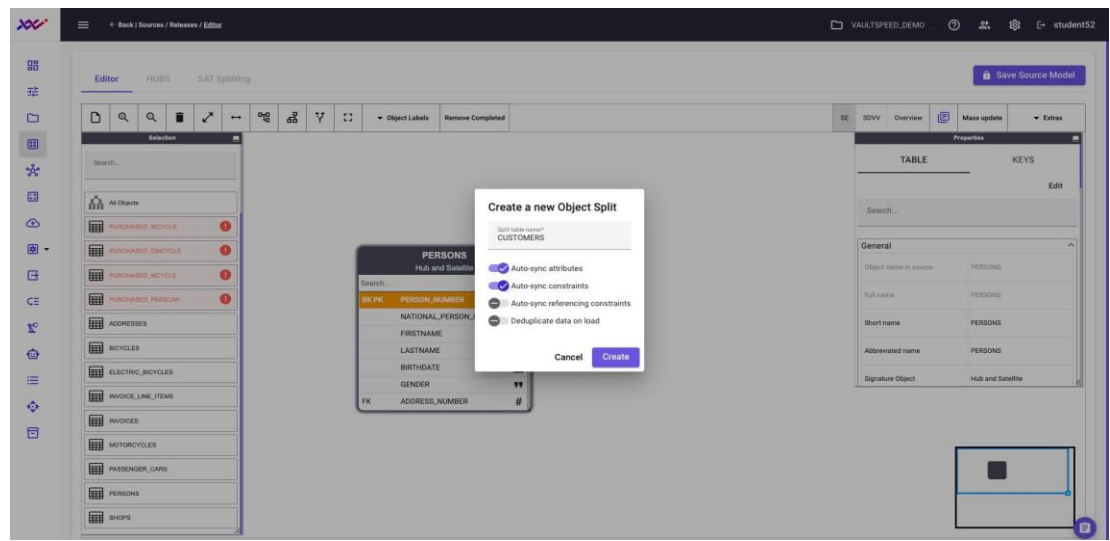 ← Back | Sources / Releases / Editor
VAULTSPEED_DEMO
student52
Editor
HUBS
SAT Splitting
Save Source Model
Object Labels
Remove Completed
SE
SDVV
Overview
Mass update
Extras
Selection
Search...
All Objects
PURCHASED_BICYCLE
PURCHASED_EBICYCLE
PURCHASED_MCYCLE
PURCHASED_PASSCAR
ADDRESSES
BICYCLES
ELECTRIC_BICYCLES
INVOICE_LINE_ITEMS
INVOICES
MOTORCYCLES
PASSENGER_CARS
PERSONS
SHOPS
PERSONS
Hub and Satellite
Search...
BK PK PERSON_NUMBER
NATIONAL_PERSON_
FIRSTNAME
LASTNAME
BIRTHDATE
GENDER
FK ADDRESS_NUMBER #
Create a new Object Split
Split table name*
CUSTOMERS
Auto-sync attributes
Auto-sync constraints
Auto-sync referencing constraints
Deduplicate data on load
Cancel
Create
Properties
TABLE
KEYS
Edit
Search...
General
Object name in source PERSONS
Full name PERSONS
Short name PERSONS
Abbreviated name PERSONS
Signature Object Hub and Satellite